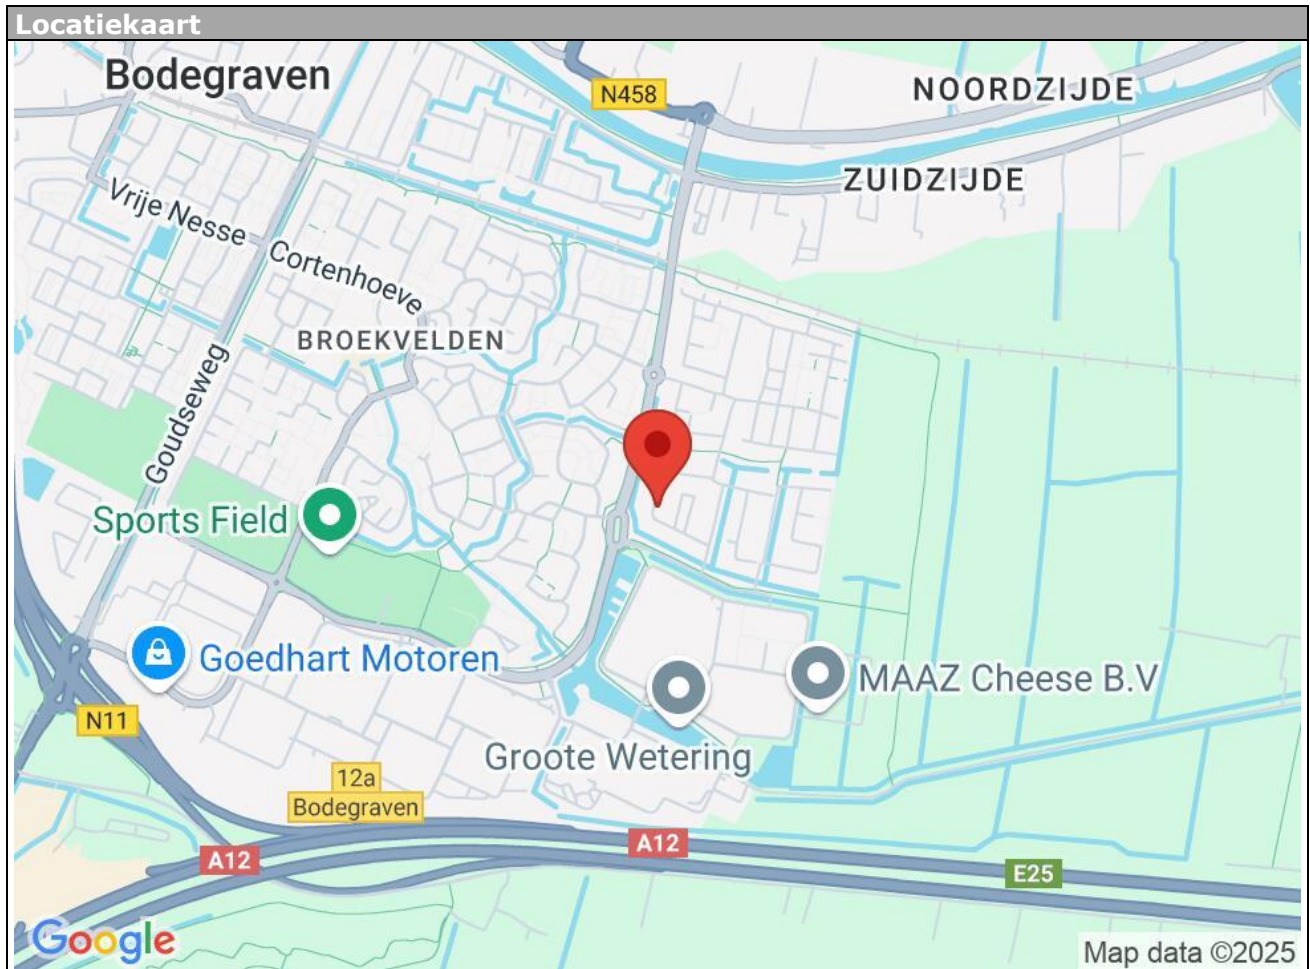 Locatiekaart
Bodegraven
N458
NOORDZIJDE
ZUIDZIJDE
Vrije Nesse
Cortenhoeve
BROEKVELDEN
Goudseweg
Sports Field
Goedhart Motoren
MAAZ Cheese B.V
N11
Groote Wetering
12a
Bodegraven
A12
A12
E25
Google
Map data ©2025